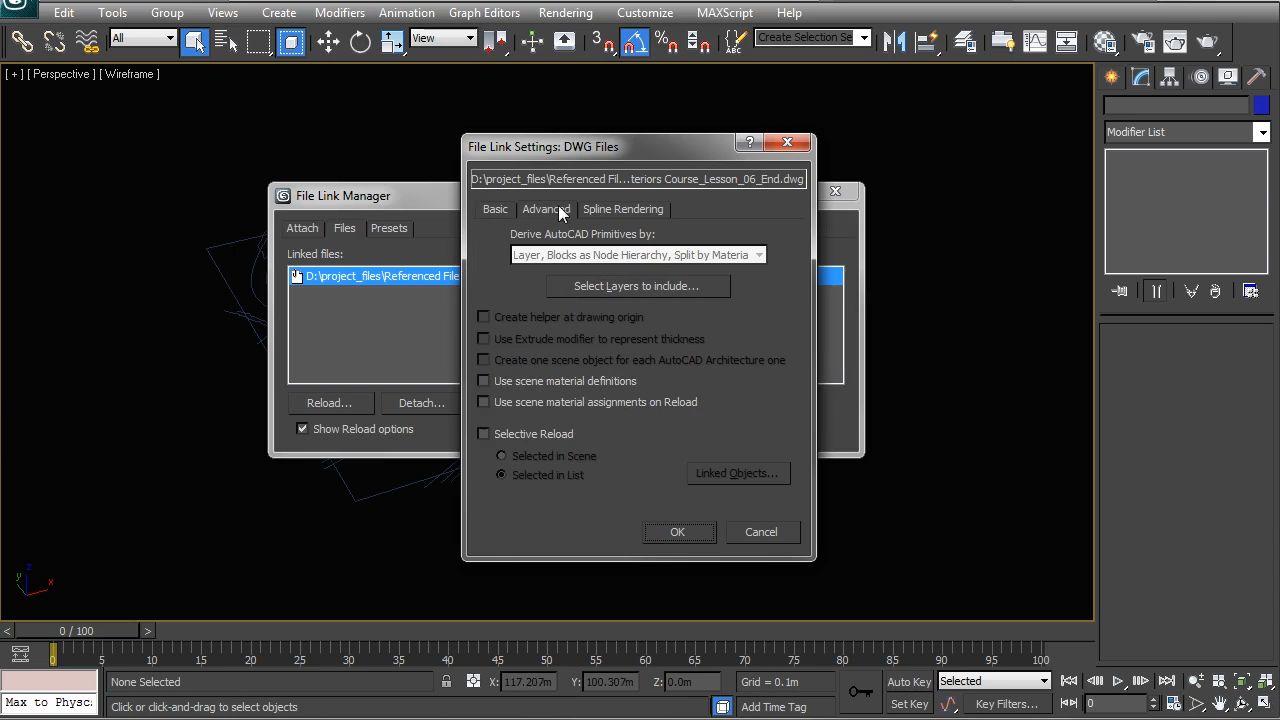 Edit Tools Group Views Create Modifiers Animation Graph Editors Rendering Customize MAXScript Help
All View Create Selection Se
[ + ] [ Perspective ] [ Wireframe ]
Modifier List
File Link Settings: DWG Files
D:\project_files\Referenced Fil...teriors Course_Lesson_06_End.dwg
File Link Manager
Attach Files Presets
Linked files:
D:\project_files\Referenced File
Reload... Detach...
Show Reload options
Basic Advanced Spline Rendering
Derive AutoCAD Primitives by:
Layer, Blocks as Node Hierarchy, Split by Materia
Select Layers to include...
Create helper at drawing origin
Use Extrude modifier to represent thickness
Create one scene object for each AutoCAD Architecture one
Use scene material definitions
Use scene material assignments on Reload
Selective Reload
Selected in Scene
Selected in List
Linked Objects...
OK Cancel
z
y x
< 0 / 100 >
0 5 10 15 20 25 30 35 40 45 50 55 60 65 70 75 80 85 90 95 100
None Selected X: 117.207m Y: 100.307m Z: 0.0m Grid = 0.1m Auto Key Selected
Max to Physc: Click or click-and-drag to select objects Add Time Tag Set Key Key Filters... 0